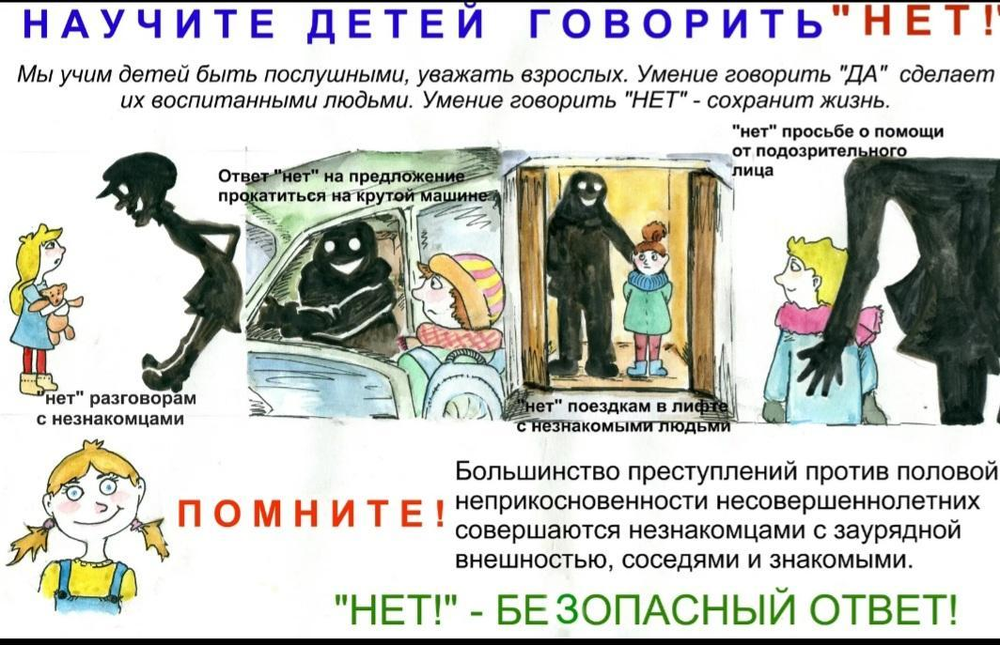 НАУЧИТЕ ДЕТЕЙ ГОВОРИТЬ "НЕТ!"
Мы учим детей быть послушными, уважать взрослых. Умение говорить "ДА" сделает
их воспитанными людьми. Умение говорить "НЕТ" - сохранит жизнь.
"нет" просьбе о помощи
от подозрительного
лица
Ответ "нет" на предложение
прокатиться на крутой машине
"нет" разговорам
с незнакомцами
"нет" поездкам в лифте
с незнакомыми людьми
ПОМНИТЕ!
Большинство преступлений против половой
неприкосновенности несовершеннолетних
совершаются незнакомцами с заурядной
внешностью, соседями и знакомыми.
"НЕТ!" - БЕЗОПАСНЫЙ ОТВЕТ!